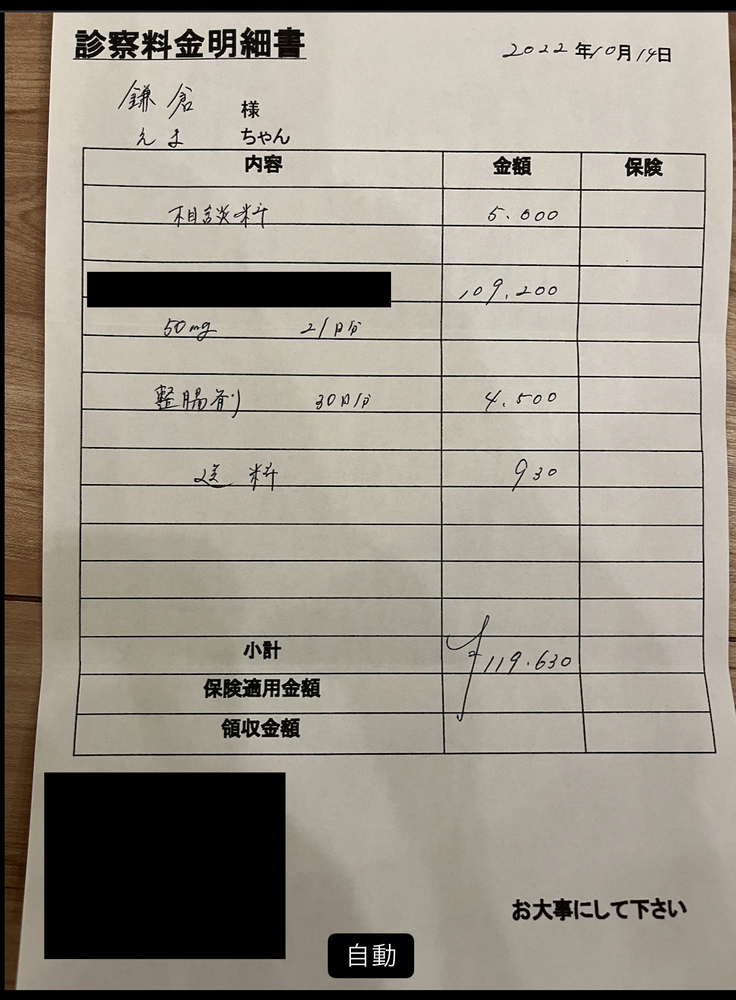 診察料金明細書
2022年10月14日
鎌倉 様
えま ちゃん
内容 金額 保険
相談料 5.000
109.200
50mg 21日分
整腸剤 30日分 4.500
送料 930
小計 ¥119.630
保険適用金額
領収金額
お大事にして下さい
自動